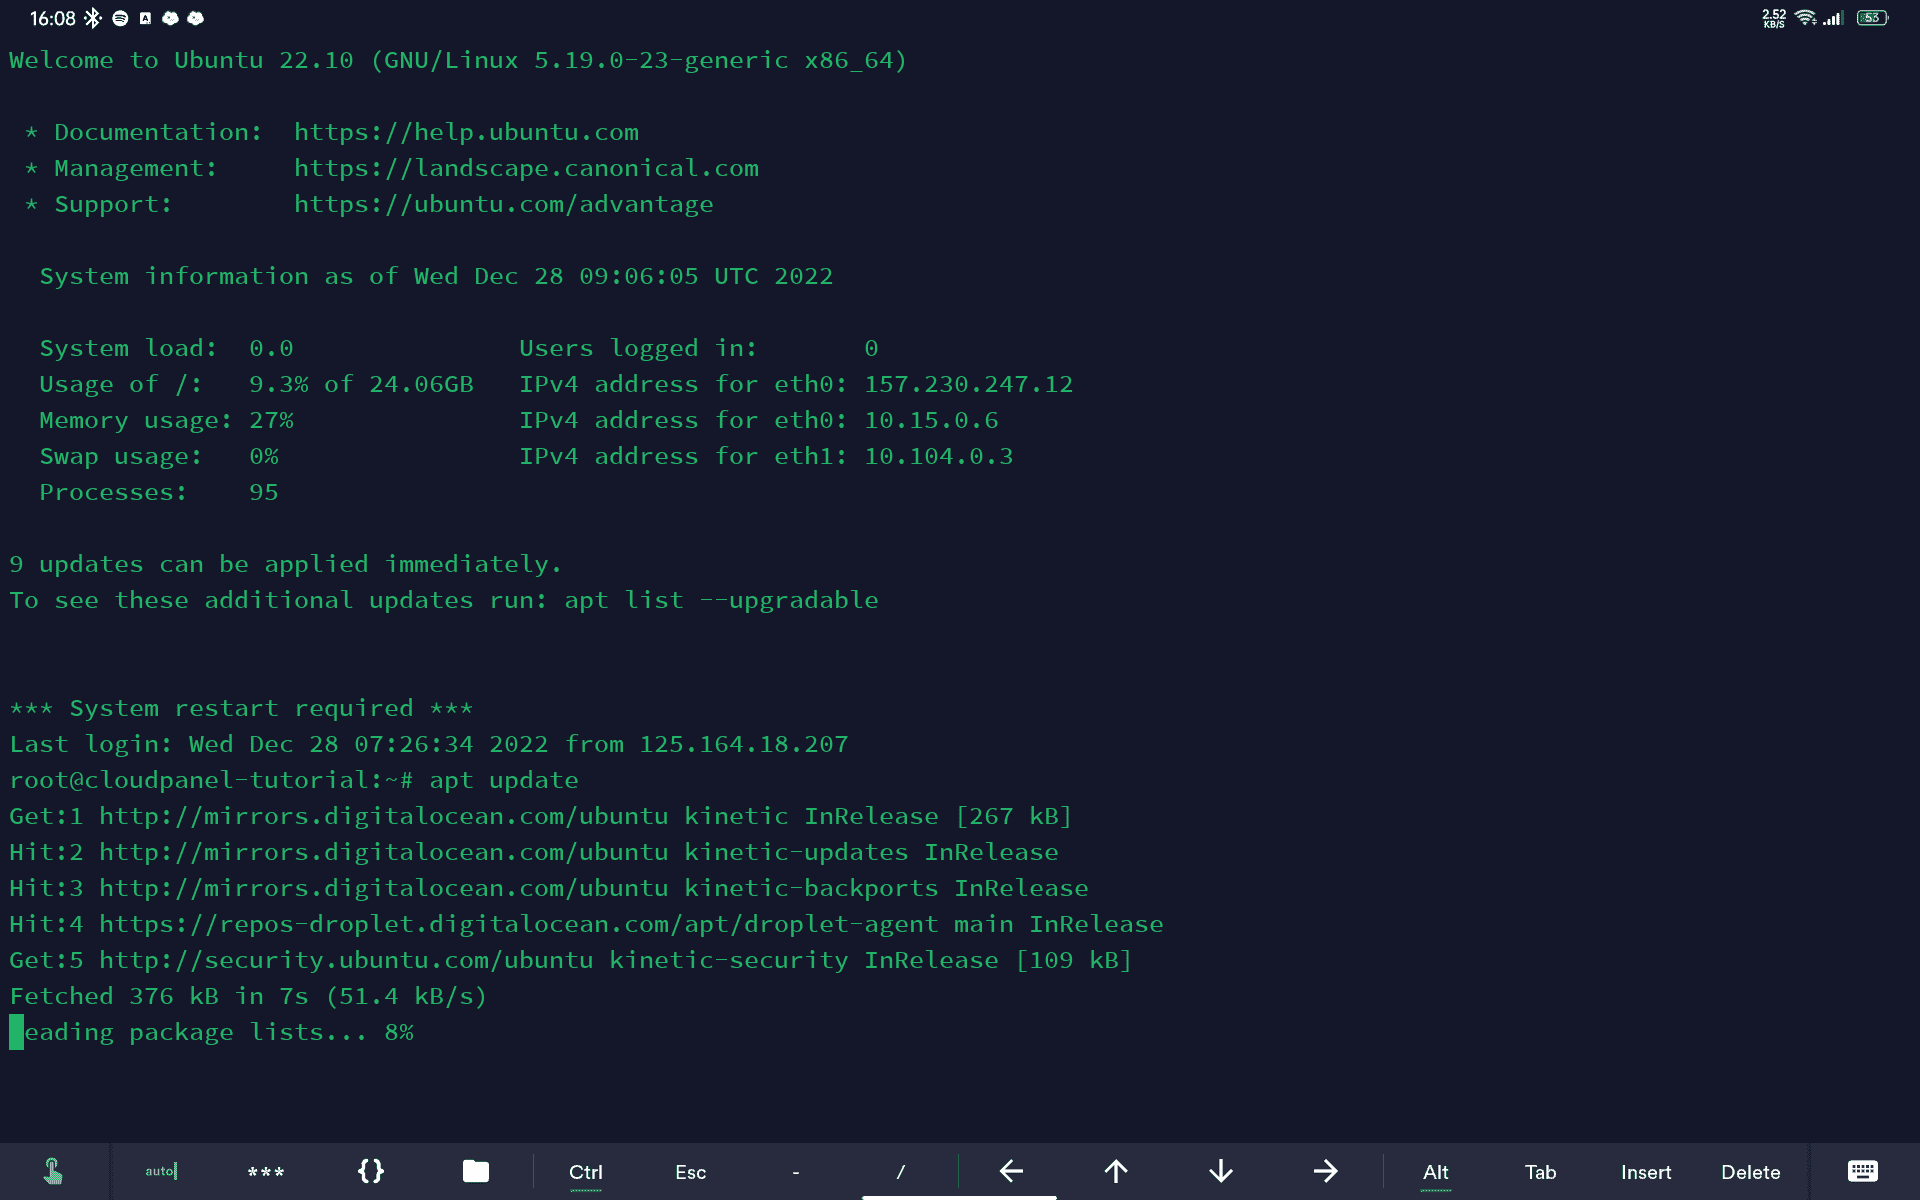 16:08 2.52 KB/S 53
Welcome to Ubuntu 22.10 (GNU/Linux 5.19.0-23-generic x86_64)
* Documentation: https://help.ubuntu.com
* Management: https://landscape.canonical.com
* Support: https://ubuntu.com/advantage
System information as of Wed Dec 28 09:06:05 UTC 2022
System load: 0.0 Users logged in: 0
Usage of /: 9.3% of 24.06GB IPv4 address for eth0: 157.230.247.12
Memory usage: 27% IPv4 address for eth0: 10.15.0.6
Swap usage: 0% IPv4 address for eth1: 10.104.0.3
Processes: 95
9 updates can be applied immediately.
To see these additional updates run: apt list --upgradable
*** System restart required ***
Last login: Wed Dec 28 07:26:34 2022 from 125.164.18.207
root@cloudpanel-tutorial:~# apt update
Get:1 http://mirrors.digitalocean.com/ubuntu kinetic InRelease [267 kB]
Hit:2 http://mirrors.digitalocean.com/ubuntu kinetic-updates InRelease
Hit:3 http://mirrors.digitalocean.com/ubuntu kinetic-backports InRelease
Hit:4 https://repos-droplet.digitalocean.com/apt/droplet-agent main InRelease
Get:5 http://security.ubuntu.com/ubuntu kinetic-security InRelease [109 kB]
Fetched 376 kB in 7s (51.4 kB/s)
eading package lists... 8%
auto *** {} Ctrl Esc - / ← ↑ ↓ → Alt Tab Insert Delete